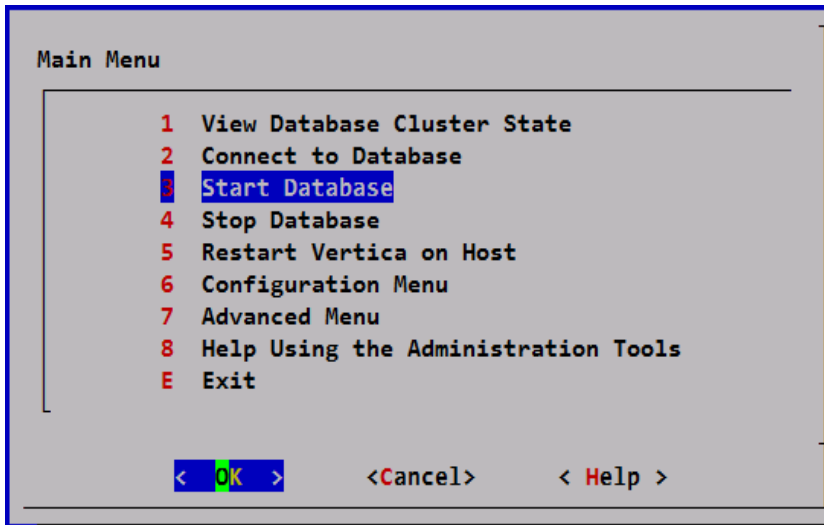 Main Menu
1 View Database Cluster State
2 Connect to Database
3 Start Database
4 Stop Database
5 Restart Vertica on Host
6 Configuration Menu
7 Advanced Menu
8 Help Using the Administration Tools
E Exit
< OK > <Cancel> < Help >